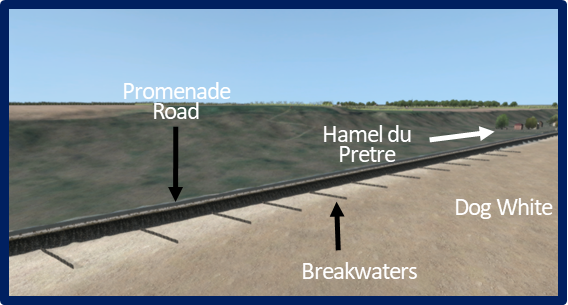 Promenade
Road
Hamel du
Pretre
Dog White
Breakwaters